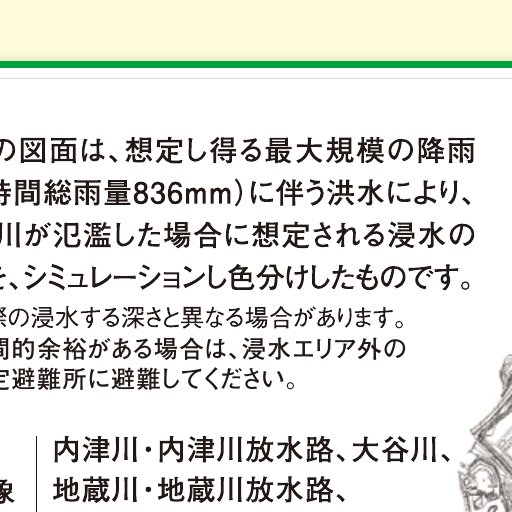 の図面は、想定し得る最大規模の降雨
時間総雨量836mm）に伴う洪水により、
川が氾濫した場合に想定される浸水の
を、シミュレーションし色分けしたものです。
際の浸水する深さと異なる場合があります。
間的余裕がある場合は、浸水エリア外の
定避難所に避難してください。
内津川・内津川放水路、大谷川、
象
地蔵川・地蔵川放水路、